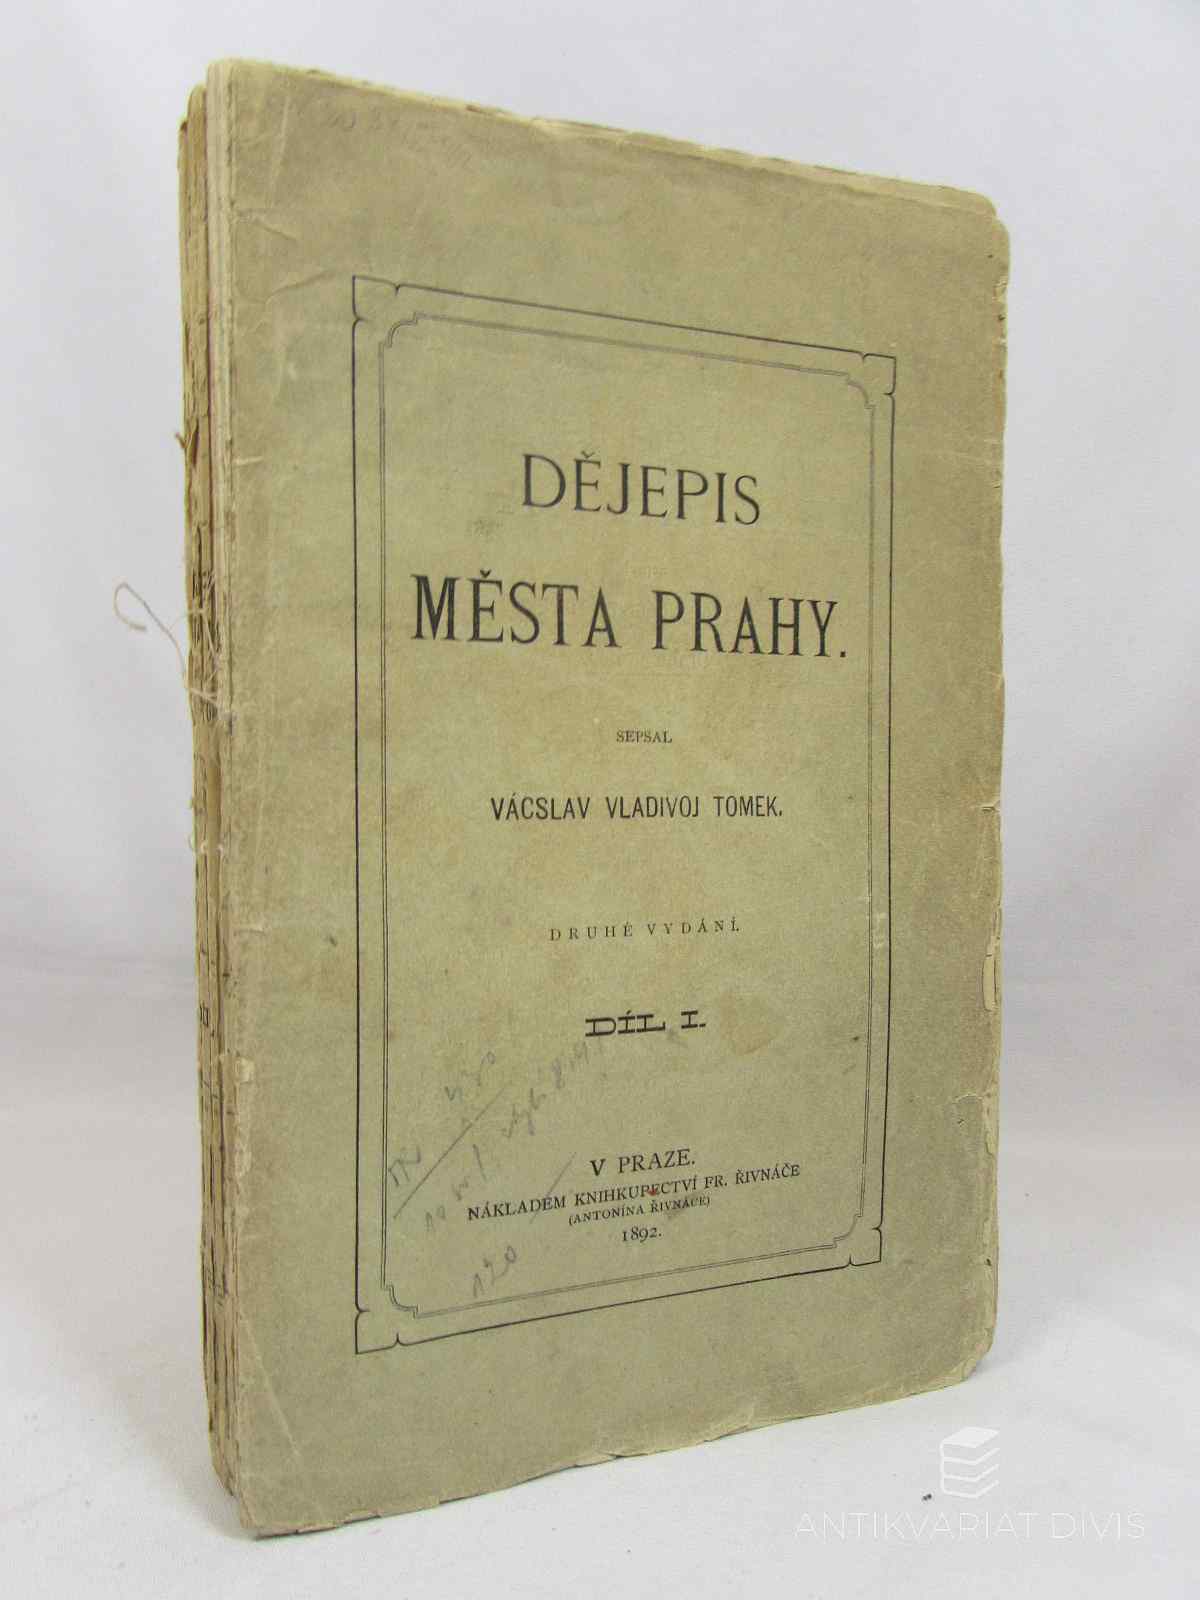 DĚJEPIS
MĚSTA PRAHY.
SEPSAL
VÁCSLAV VLADIVOJ TOMEK.
DRUHÉ VYDÁNÍ.
DÍL I.
V PRAZE.
NÁKLADEM KNIHKUPECTVÍ FR. ŘIVNÁČE
(ANTONÍNA ŘIVNÁČE)
1892.
120
ANTIKVARIAT DIVIS